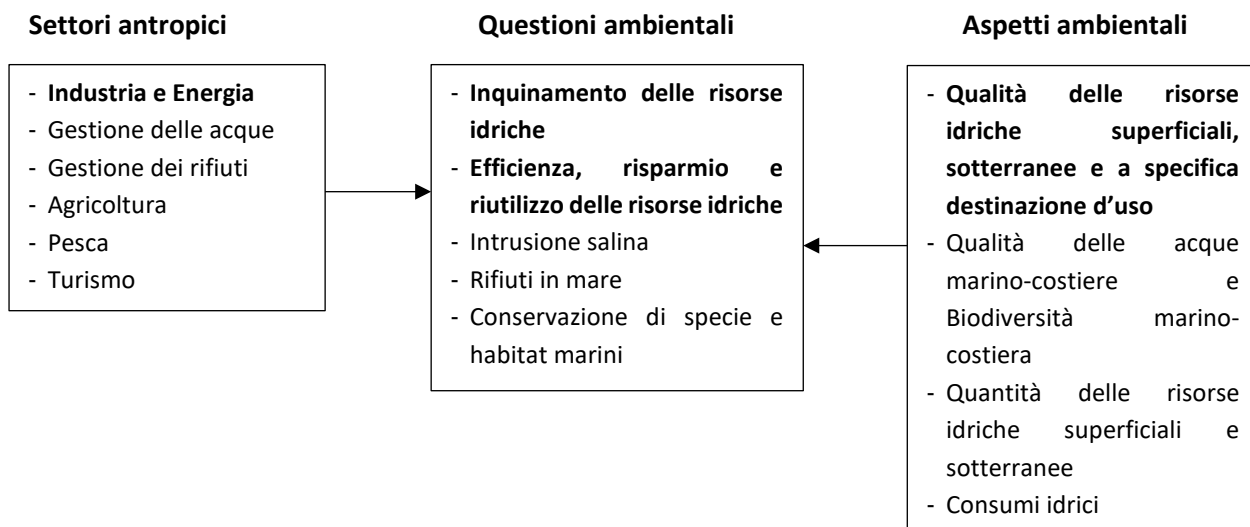 Settori antropici
- Industria e Energia
- Gestione delle acque
- Gestione dei rifiuti
- Agricoltura
- Pesca
- Turismo
Questioni ambientali
- Inquinamento delle risorse
idriche
- Efficienza, risparmio e
riutilizzo delle risorse idriche
- Intrusione salina
- Rifiuti in mare
- Conservazione di specie e
habitat marini
Aspetti ambientali
- Qualità delle risorse
idriche superficiali,
sotterranee e a specifica
destinazione d’uso
- Qualità delle acque
marino-costiere e
Biodiversità marino-
costiera
- Quantità delle risorse
idriche superficiali e
sotterranee
- Consumi idrici